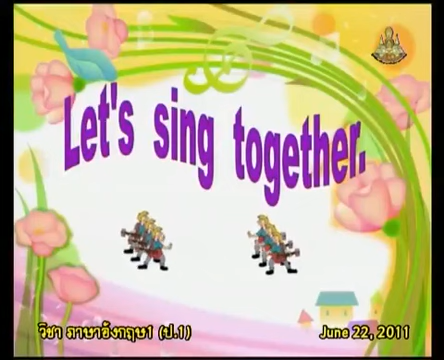 Let's sing together.
วิชา ภาษาอังกฤษ1 (ป.1)
June 22, 2011